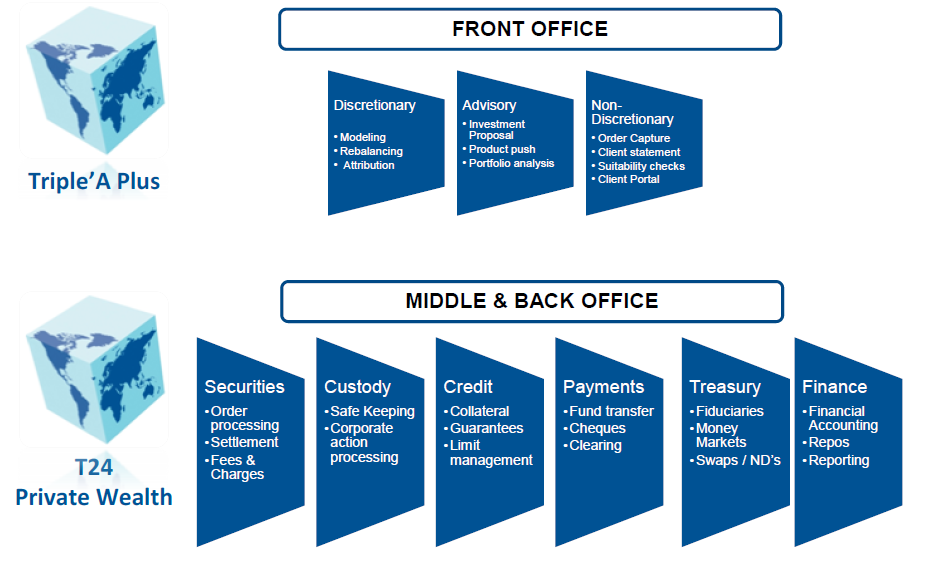 FRONT OFFICE
Triple’A Plus
Discretionary
• Modeling
• Rebalancing
• Attribution
Advisory
• Investment
Proposal
• Product push
• Portfolio analysis
Non-
Discretionary
• Order Capture
• Client statement
• Suitability checks
• Client Portal
MIDDLE & BACK OFFICE
T24
Private Wealth
Securities
• Order
processing
• Settlement
• Fees &
Charges
Custody
• Safe Keeping
• Corporate
action
processing
Credit
• Collateral
• Guarantees
• Limit
management
Payments
• Fund transfer
• Cheques
• Clearing
Treasury
• Fiduciaries
• Money
Markets
• Swaps / ND’s
Finance
• Financial
Accounting
• Repos
• Reporting